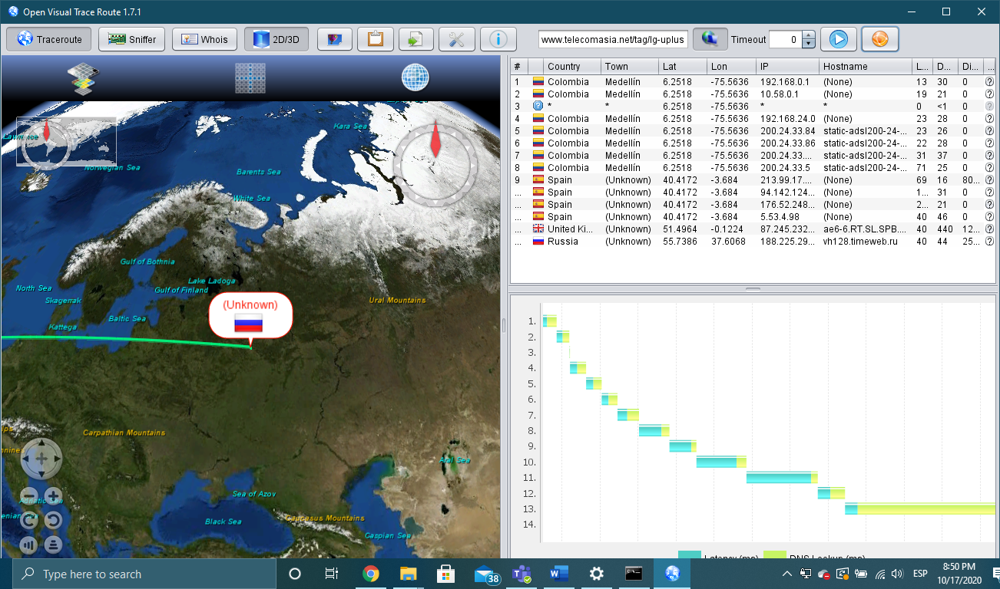 Open Visual Trace Route 1.7.1
Traceroute Sniffer Whois 2D/3D www.telecomasia.net/tag/lg-uplus Timeout 0
# Country Town Lat Lon IP Hostname L... D... Di... ...
1 Colombia Medellín 6.2518 -75.5636 192.168.0.1 (None) 13 30 0
2 Colombia Medellín 6.2518 -75.5636 10.58.0.1 (None) 19 21 0
3 * * 6.2518 -75.5636 * * 0 <1 0
4 Colombia Medellín 6.2518 -75.5636 192.168.24.0 (None) 23 28 0
5 Colombia Medellín 6.2518 -75.5636 200.24.33.84 static-adsl200-24-... 23 26 0
6 Colombia Medellín 6.2518 -75.5636 200.24.33.86 static-adsl200-24-... 22 28 0
7 Colombia Medellín 6.2518 -75.5636 200.24.33.... static-adsl200-24-... 31 37 0
8 Colombia Medellín 6.2518 -75.5636 200.24.33.5 static-adsl200-24-... 71 25 0
9 Spain (Unknown) 40.4172 -3.684 213.99.17.... (None) 69 16 80...
... Spain (Unknown) 40.4172 -3.684 94.142.124... (None) 1... 31 0
... Spain (Unknown) 40.4172 -3.684 176.52.248... (None) 2... 21 0
... Spain (Unknown) 40.4172 -3.684 5.53.4.98 (None) 40 46 0
... United Ki... (Unknown) 51.4964 -0.1224 87.245.232... ae6-6.RT.SL.SPB.... 40 440 12...
... Russia (Unknown) 55.7386 37.6068 188.225.29... vh128.timeweb.ru 40 44 25...
Kara Sea
Norwegian Sea
Barents Sea
White Sea
Gulf of Bothnia
Lake Ladoga
North Sea
Gulf of Finland
Skagerrak
Ural Mountains
(Unknown)
Baltic Sea
Kattega
Carpathian Mountains
Aral Sea
Sea of Azov
Adriatic Sea
Black Sea
Caucasus Mountains
Caspian Sea
1.
2.
3.
4.
5.
6.
7.
8.
9.
10.
11.
12.
13.
14.
Latency (ms) DNS Lookup (ms)
Type here to search
38
ESP
8:50 PM
10/17/2020